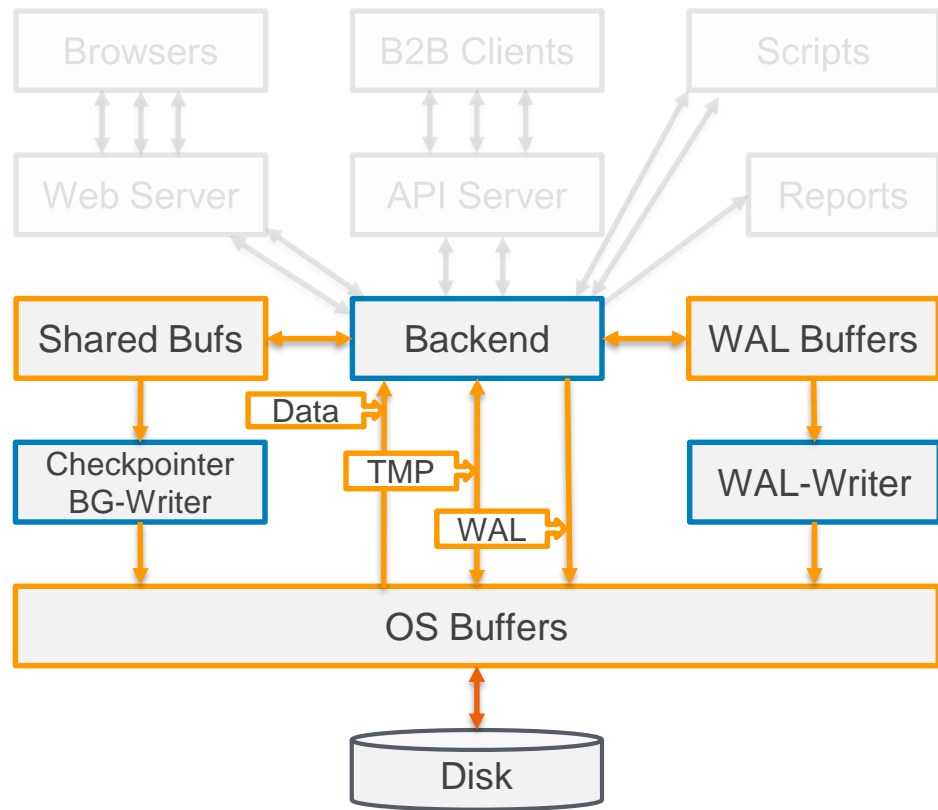 Browsers
B2B Clients
Scripts
Web Server
API Server
Reports
Shared Bufs
Backend
WAL Buffers
Data
Checkpointer
BG-Writer
TMP
WAL-Writer
WAL
OS Buffers
Disk